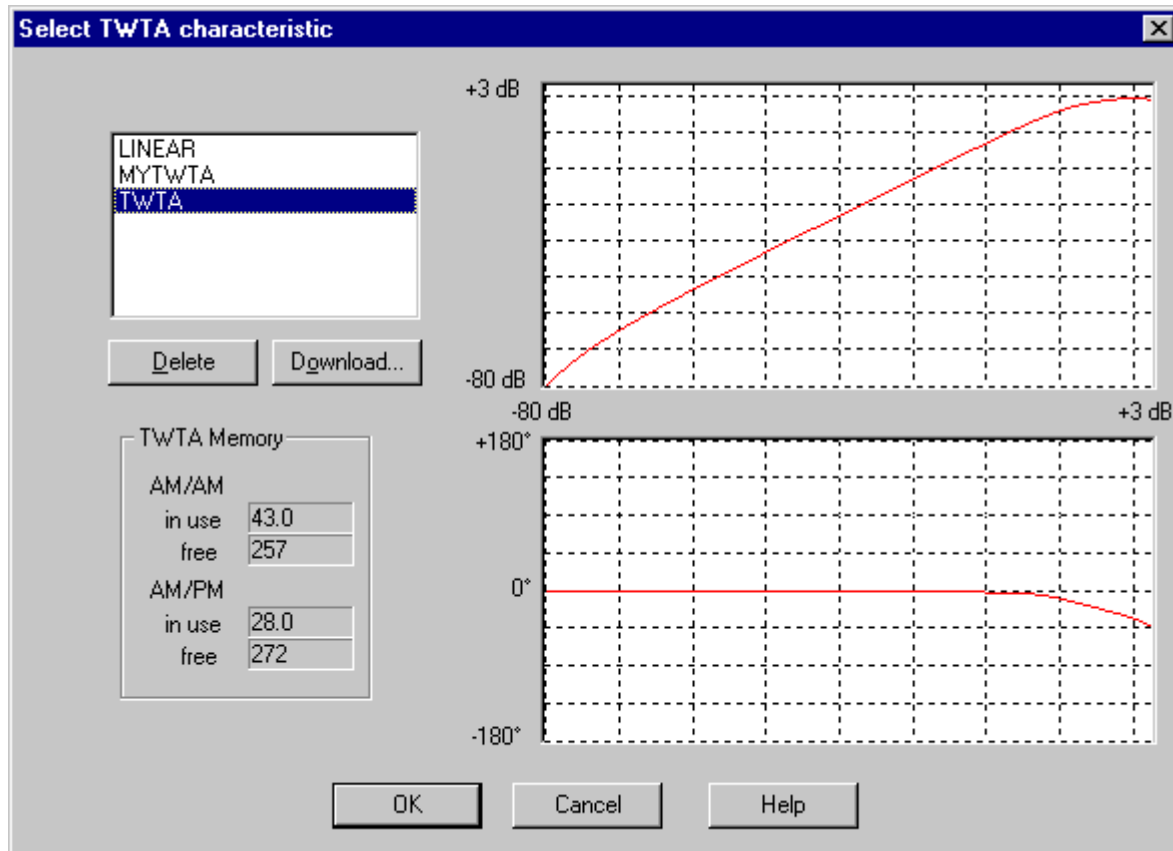 Select TWTA characteristic
LINEAR
MYTWTA
TWTA
Delete
Download...
TWTA Memory
AM/AM
in use 43.0
free 257
AM/PM
in use 28.0
free 272
+3 dB
-80 dB
-80 dB
+3 dB
+180°
0°
-180°
OK
Cancel
Help